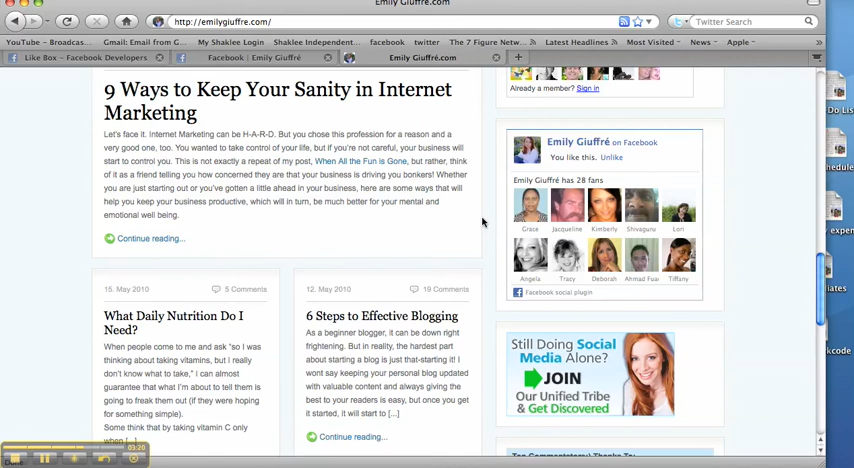 Emily Giuffre.com
http://emilygiuffre.com/
Twitter Search
YouTube – Broadcas...
Gmail: Email from G...
My Shaklee Login
Shaklee Independent...
facebook
twitter
The 7 Figure Netw...
Latest Headlines
Most Visited
News
Apple
Like Box – Facebook Developers
Facebook | Emily Giuffré
Emily Giuffré.com
9 Ways to Keep Your Sanity in Internet
Marketing
Let's face it. Internet Marketing can be H-A-R-D. But you chose this profession for a reason and a
very good one, too. You wanted to take control of your life, but if you're not careful, your business will
start to control you. This is not exactly a repeat of my post, When All the Fun is Gone, but rather, think
of it as a friend telling you how concerned they are that your business is driving you bonkers! Whether
you are just starting out or you've gotten a little ahead in your business, here are some ways that will
help you keep your business productive, which will in turn, be much better for your mental and
emotional well being.
Continue reading...
15. May 2010
5 Comments
What Daily Nutrition Do I
Need?
When people come to me and ask "so I
was thinking about taking vitamins, but I really
don't know what to take," I can almost
guarantee that what I'm about to tell them is
going to freak them out (if they were hoping
for something simple).
Some think that by taking vitamin C only
when [...]
12. May 2010
19 Comments
6 Steps to Effective Blogging
As a beginner blogger, it can be down right
frightening. But in reality, the hardest part
about starting a blog is just that-starting it! I
wont say keeping your personal blog updated
with valuable content and always giving the
best to your readers is easy, but once you get
it started, it will start to [...]
Continue reading...
Already a member? Sign in
Emily Giuffré on Facebook
You like this. Unlike
Emily Giuffré has 28 fans
Grace
Jacqueline
Kimberly
Shivaguru
Lori
Angela
Tracy
Deborah
Ahmad Fuad
Tiffany
Facebook social plugin
Still Doing Social
Media Alone?
JOIN
Our Unified Tribe
& Get Discovered
Top Commentators! Thanks To:
Do Li
hedule
expen
liates
kcode
03:20
Done